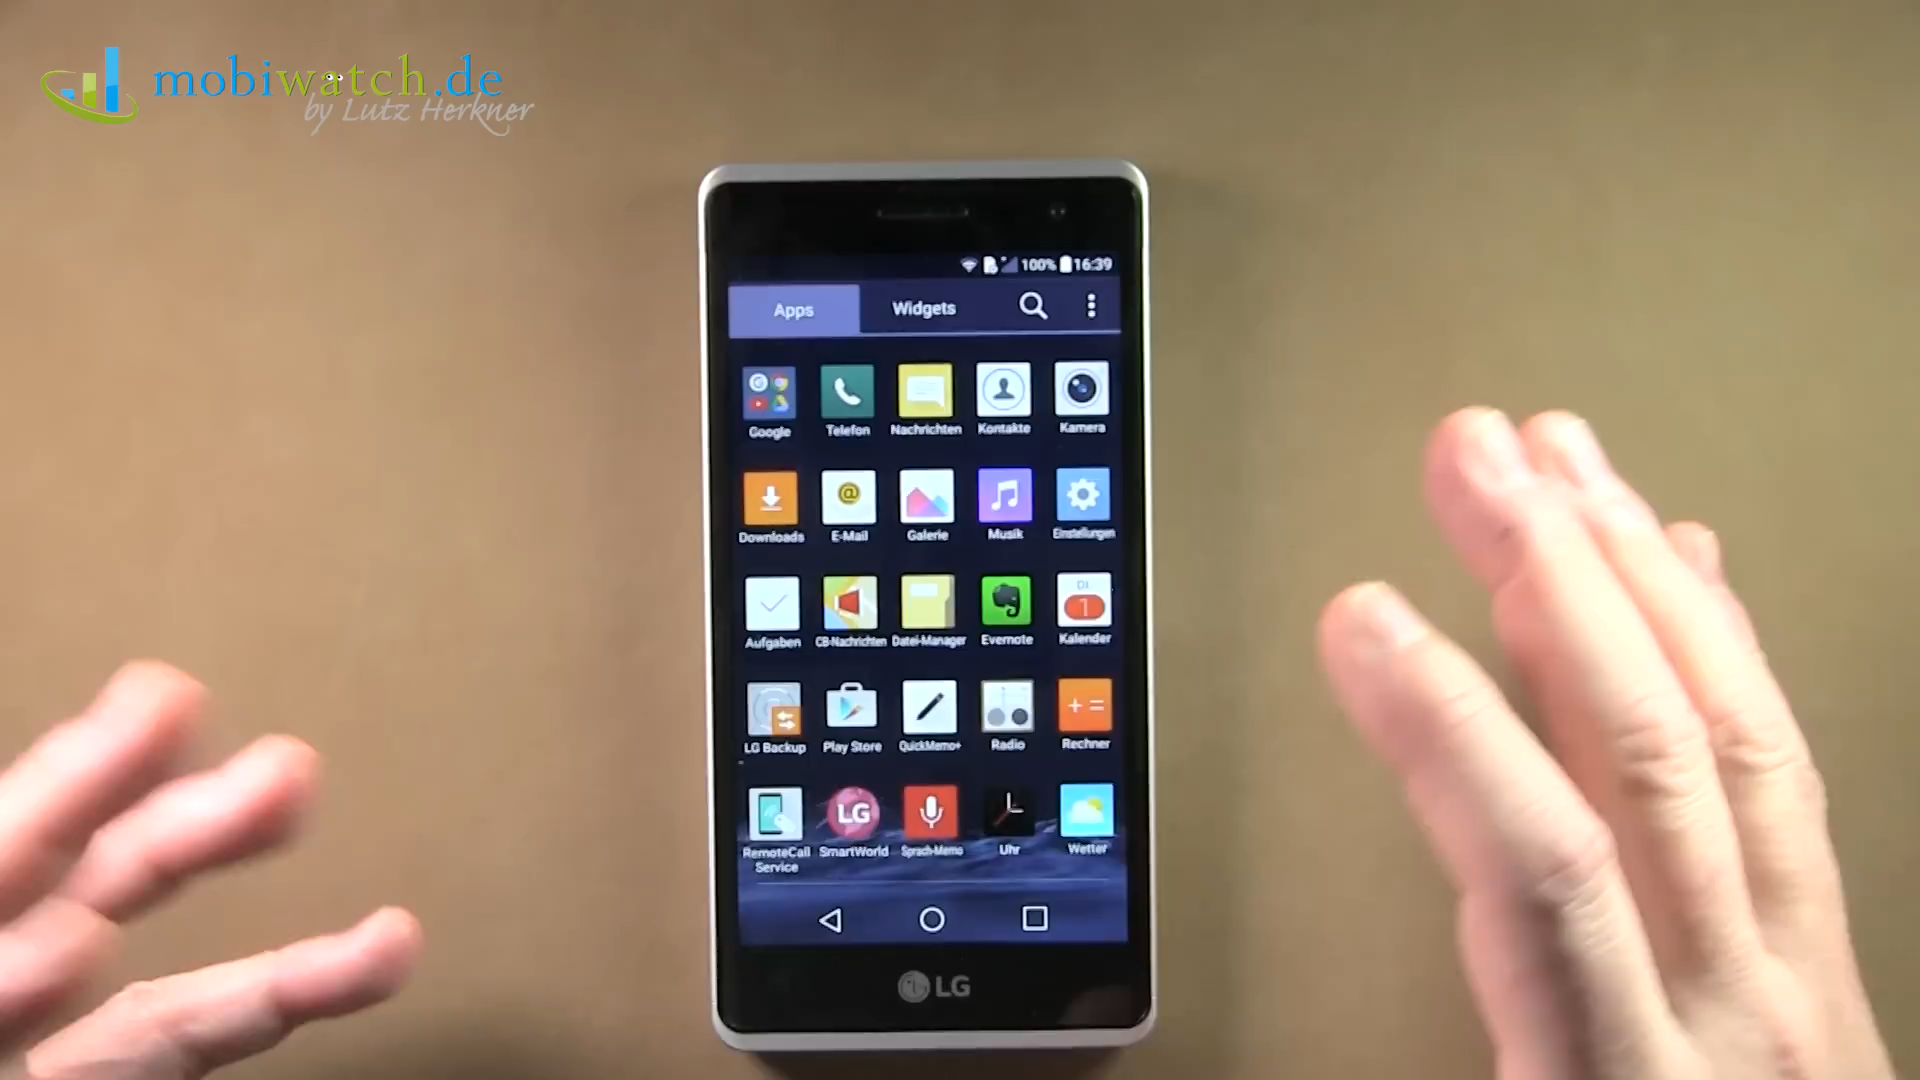 mobiwatch.de
by Lutz Herkner
100% 16:39
Apps Widgets
Google Telefon Nachrichten Kontakte Kamera
Downloads E-Mail Galerie Musik Einstellungen
DI
1
Aufgaben CB-Nachrichten Datei-Manager Evernote Kalender
LG Backup Play Store QuickMemo+ Radio Rechner
LG
RemoteCall Service SmartWorld Sprach-Memo Uhr Wetter
LG